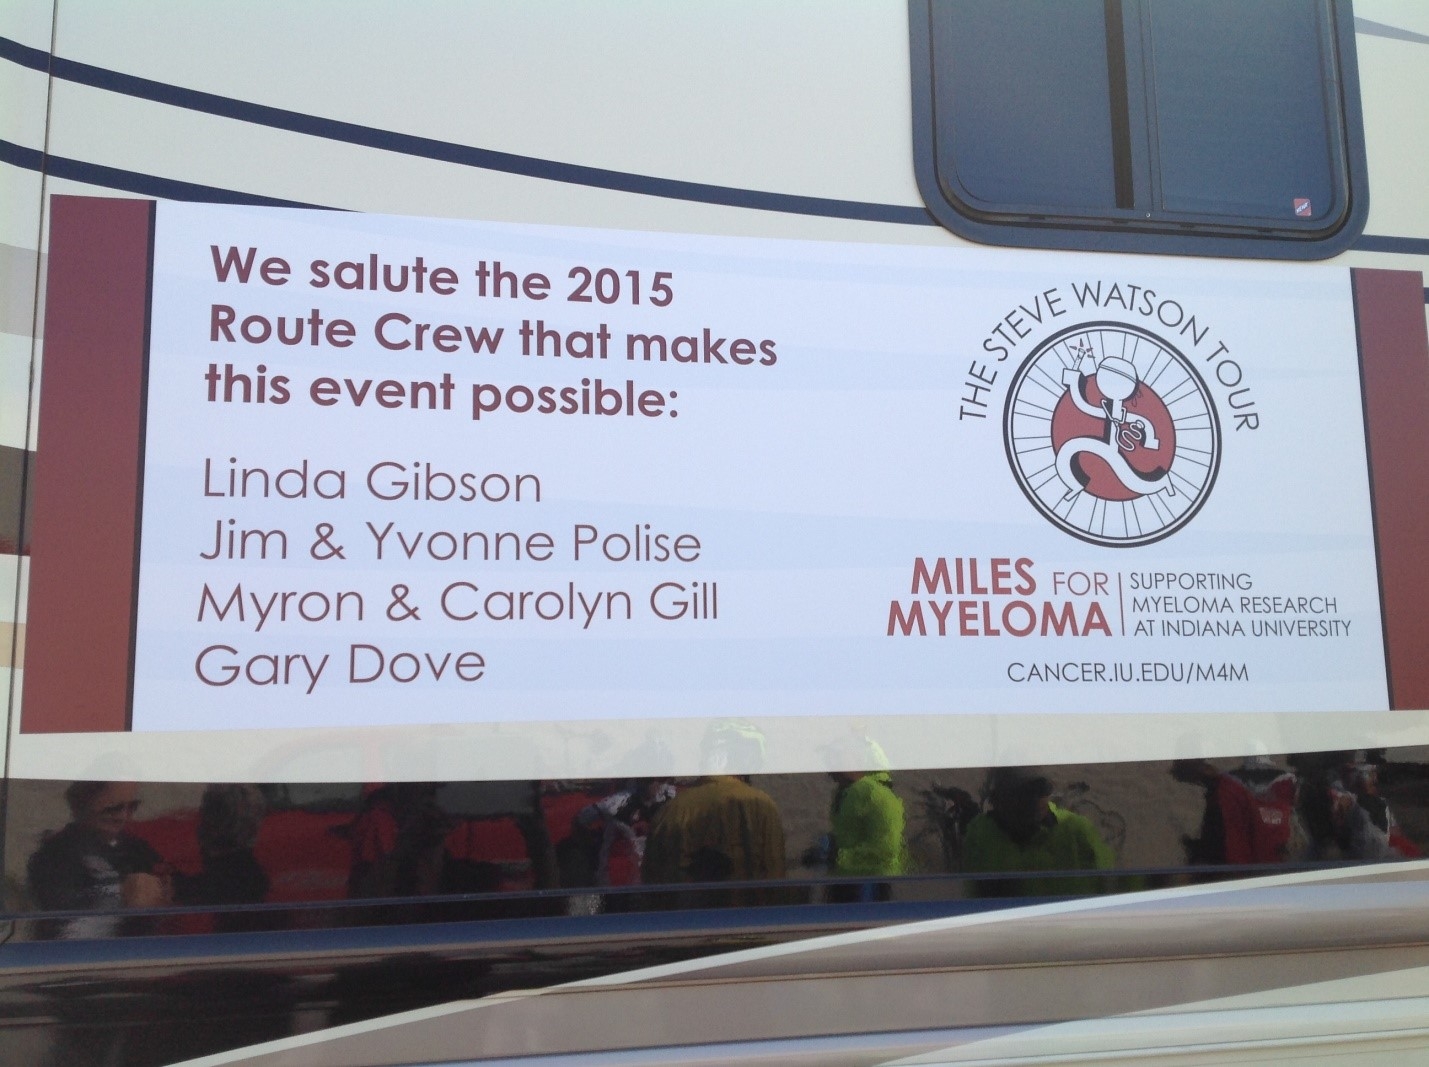 We salute the 2015
Route Crew that makes
this event possible:
Linda Gibson
Jim & Yvonne Polise
Myron & Carolyn Gill
Gary Dove
THE STEVE WATSON TOUR
MILES FOR
MYELOMA
SUPPORTING
MYELOMA RESEARCH
AT INDIANA UNIVERSITY
CANCER.IU.EDU/M4M